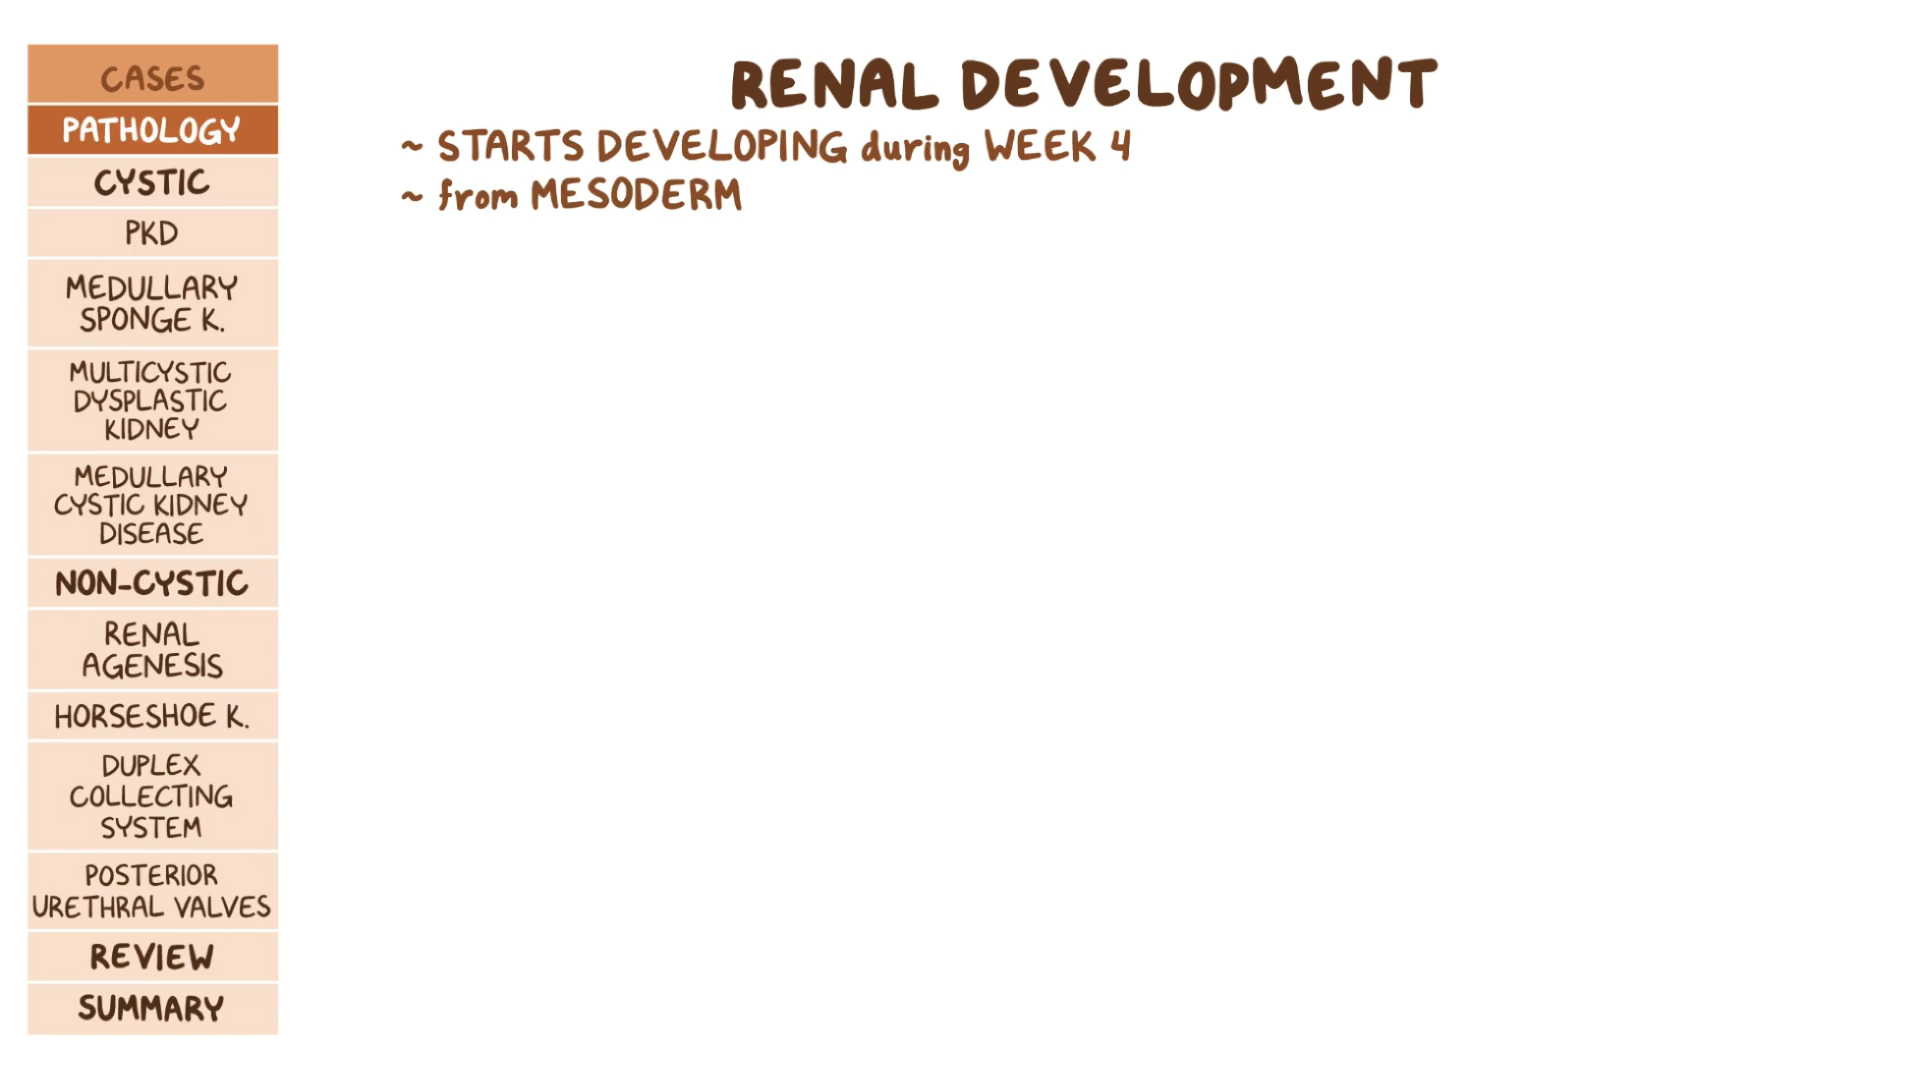 CASES
PATHOLOGY
CYSTIC
PKD
MEDULLARY
SPONGE K.
MULTICYSTIC
DYSPLASTIC
KIDNEY
MEDULLARY
CYSTIC KIDNEY
DISEASE
NON-CYSTIC
RENAL
AGENESIS
HORSESHOE K.
DUPLEX
COLLECTING
SYSTEM
POSTERIOR
URETHRAL VALVES
REVIEW
SUMMARY
RENAL DEVELOPMENT
~ STARTS DEVELOPING during WEEK 4
~ from MESODERM